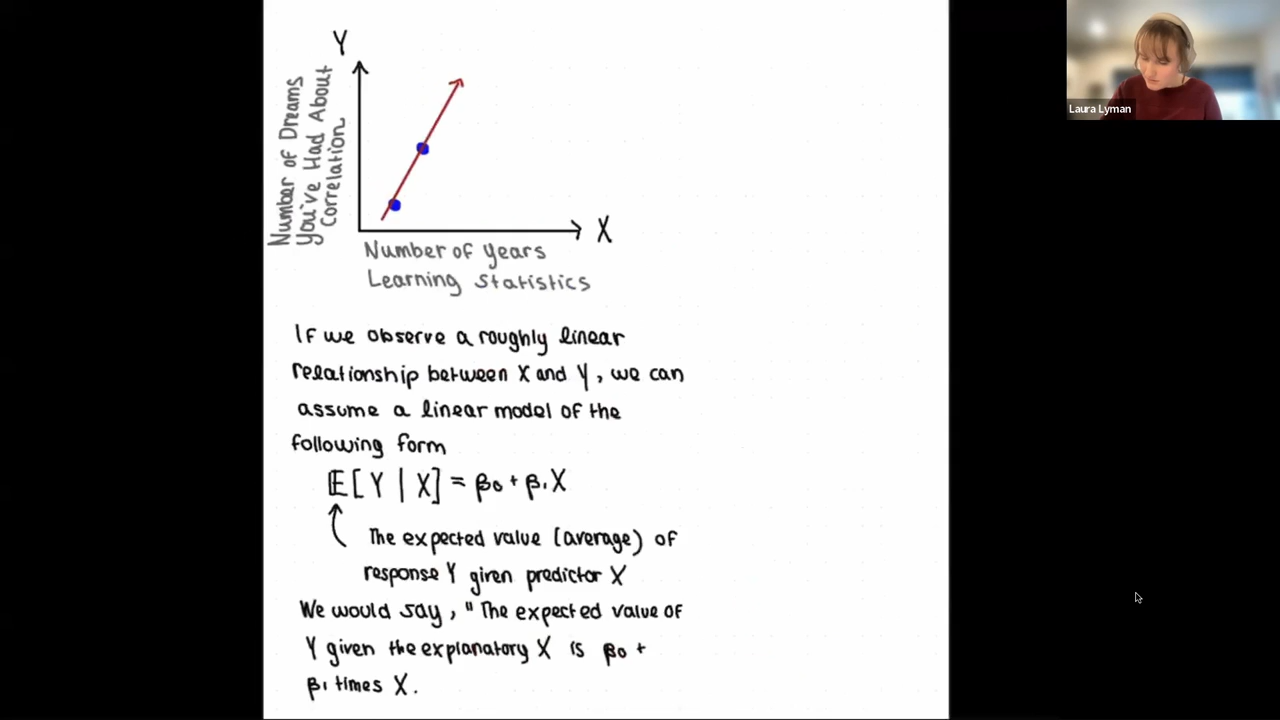 Y
Number of Dreams
You've Had About
Correlation
X
Number of years
Learning Statistics
If we observe a roughly linear
relationship between X and Y, we can
assume a linear model of the
following form
𝔼[Y | X] = β₀ + β₁X
The expected value (average) of
response Y given predictor X
We would say, "The expected value of
Y given the explanatory X is β₀ +
β₁ times X.
Laura Lyman